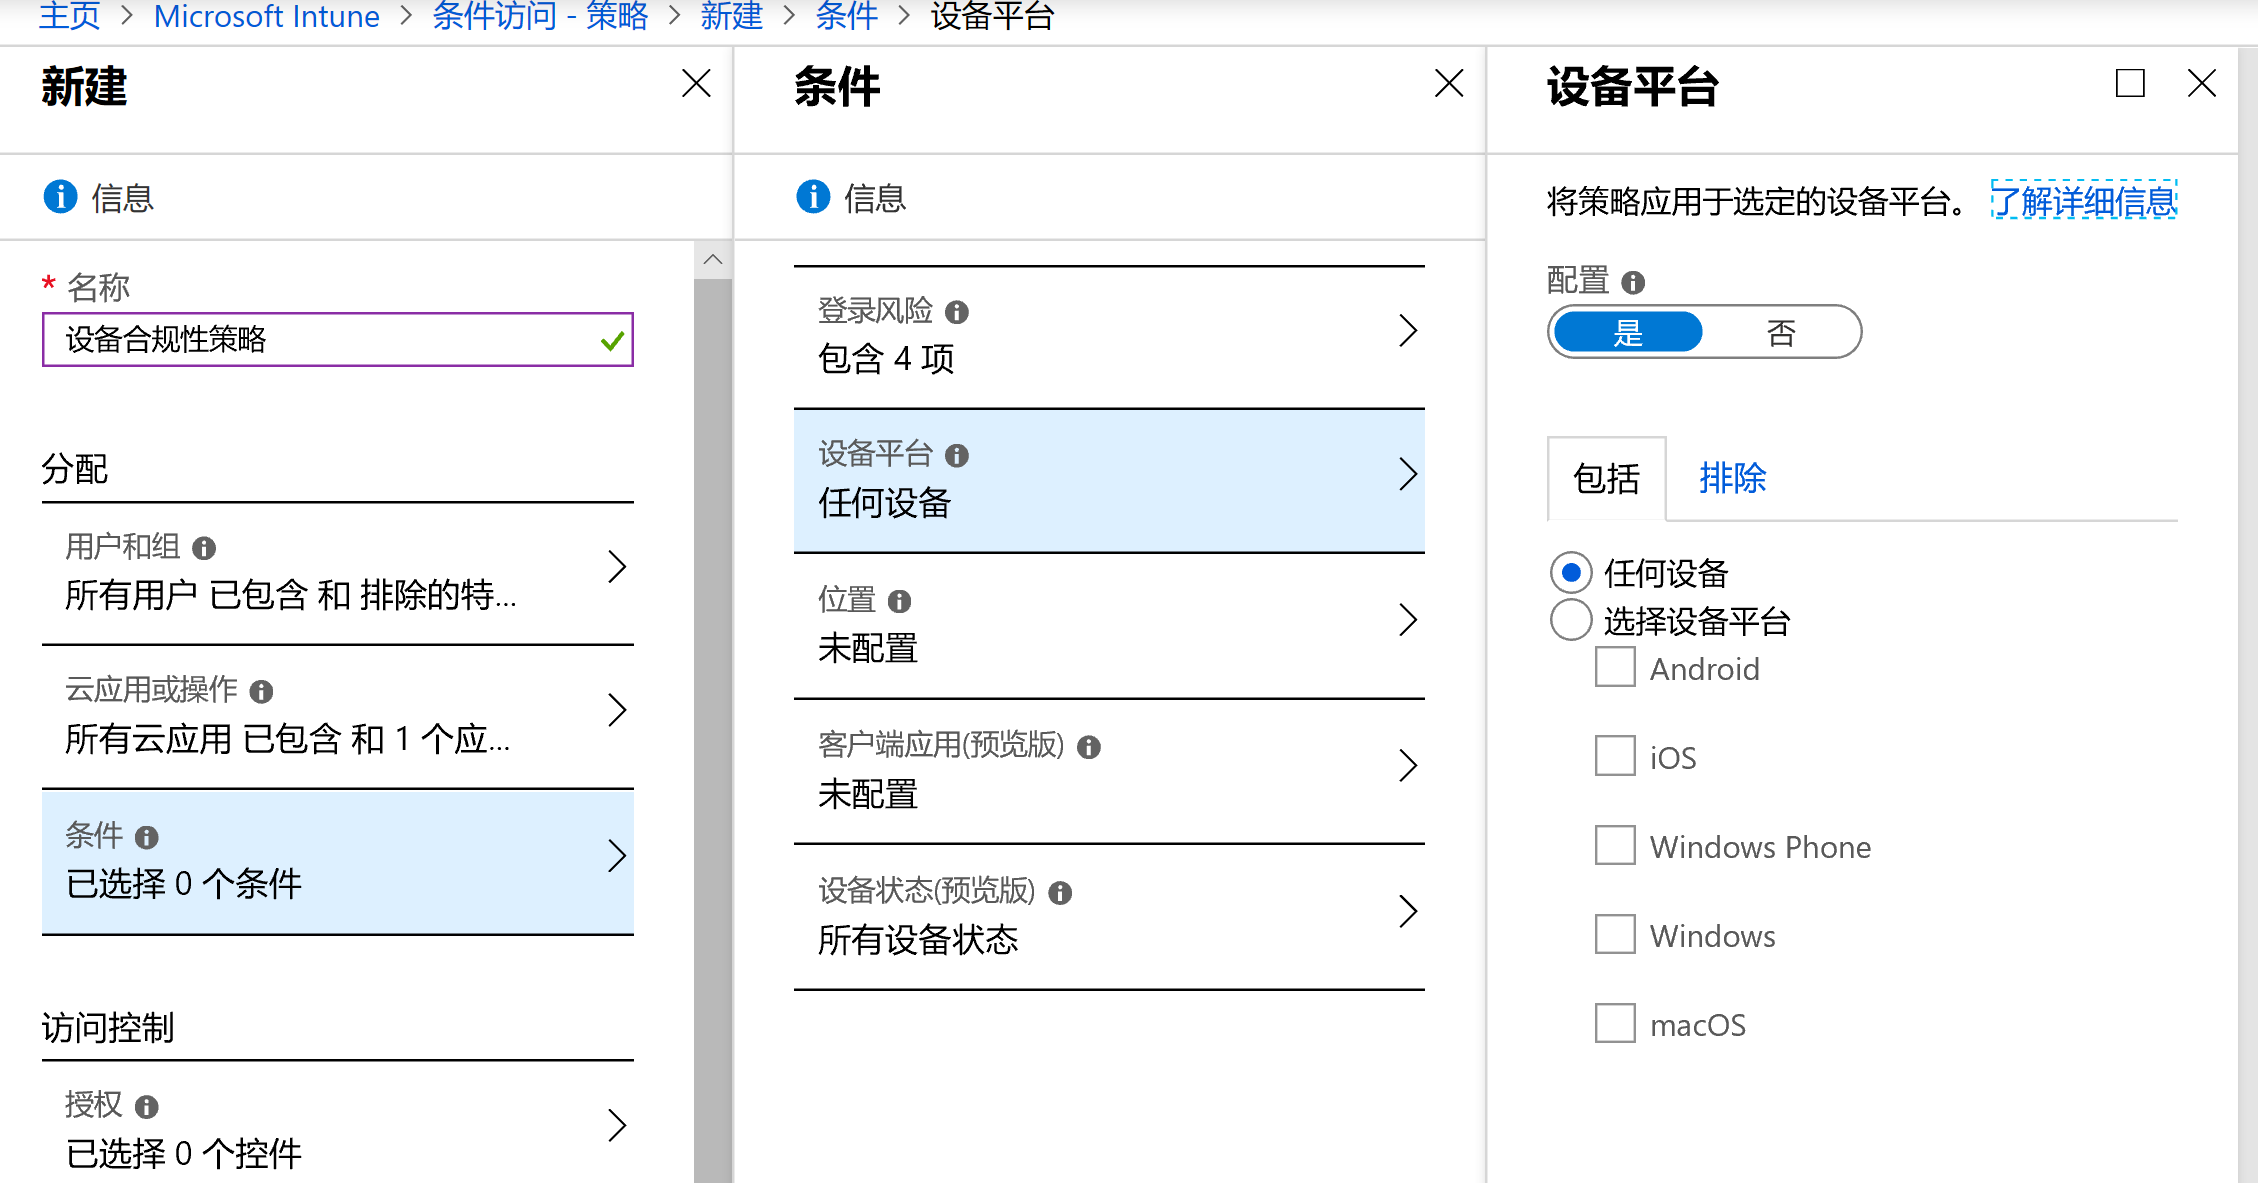 主页 > Microsoft Intune > 条件访问 - 策略 > 新建 > 条件 > 设备平台
新建
信息
* 名称
设备合规性策略
分配
用户和组
所有用户 已包含 和 排除的特...
云应用或操作
所有云应用 已包含 和 1 个应...
条件
已选择 0 个条件
访问控制
授权
已选择 0 个控件
条件
信息
登录风险
包含 4 项
设备平台
任何设备
位置
未配置
客户端应用(预览版)
未配置
设备状态(预览版)
所有设备状态
设备平台
将策略应用于选定的设备平台。 了解详细信息
配置
是 否
包括 排除
任何设备
选择设备平台
Android
iOS
Windows Phone
Windows
macOS